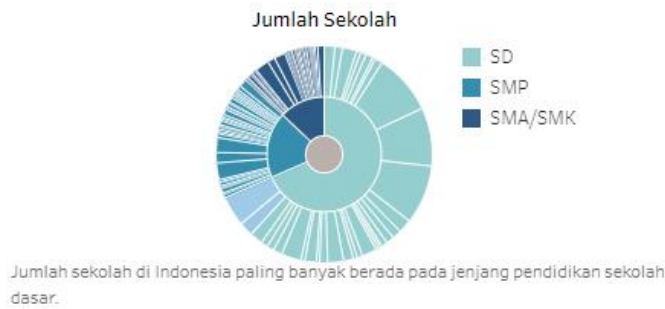 Jumlah Sekolah
SD
SMP
SMA/SMK
Jumlah sekolah di Indonesia paling banyak berada pada jenjang pendidikan sekolah
dasar.